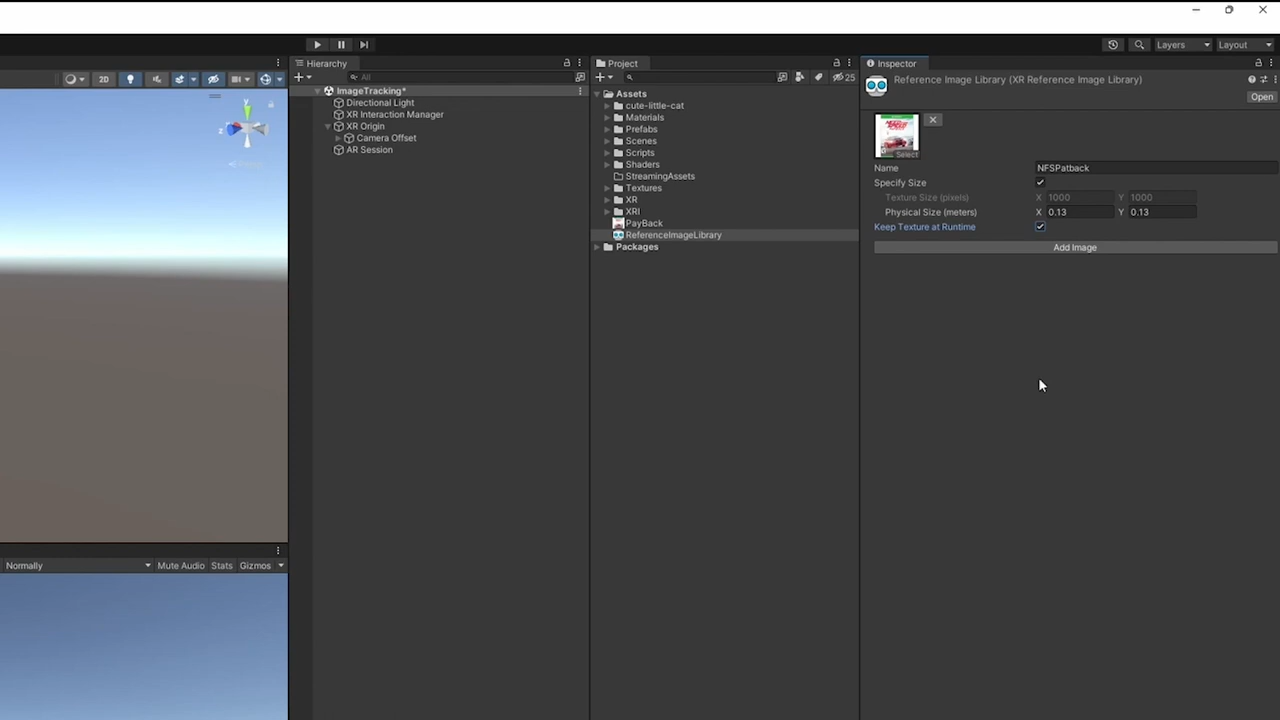 Layers
Layout
Hierarchy
Project
Inspector
2D
All
25
Reference Image Library (XR Reference Image Library)
Open
ImageTracking*
Directional Light
XR Interaction Manager
XR Origin
Camera Offset
AR Session
Assets
cute-little-cat
Materials
Prefabs
Scenes
Scripts
Shaders
StreamingAssets
Textures
XR
XRI
PayBack
ReferenceImageLibrary
Packages
Select
Name NFSPatback
Specify Size
Texture Size (pixels) X 1000 Y 1000
Physical Size (meters) X 0.13 Y 0.13
Keep Texture at Runtime
Add Image
y
z
Normally Mute Audio Stats Gizmos